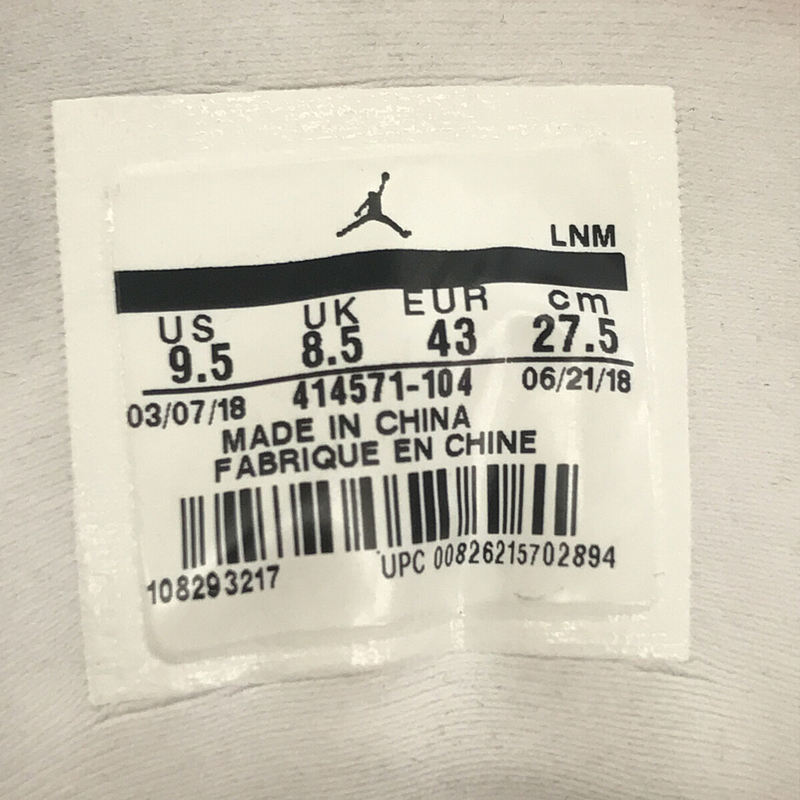 LNM
US UK EUR cm
9.5 8.5 43 27.5
03/07/18 414571-104 06/21/18
MADE IN CHINA
FABRIQUE EN CHINE
108293217 UPC 00826215702894